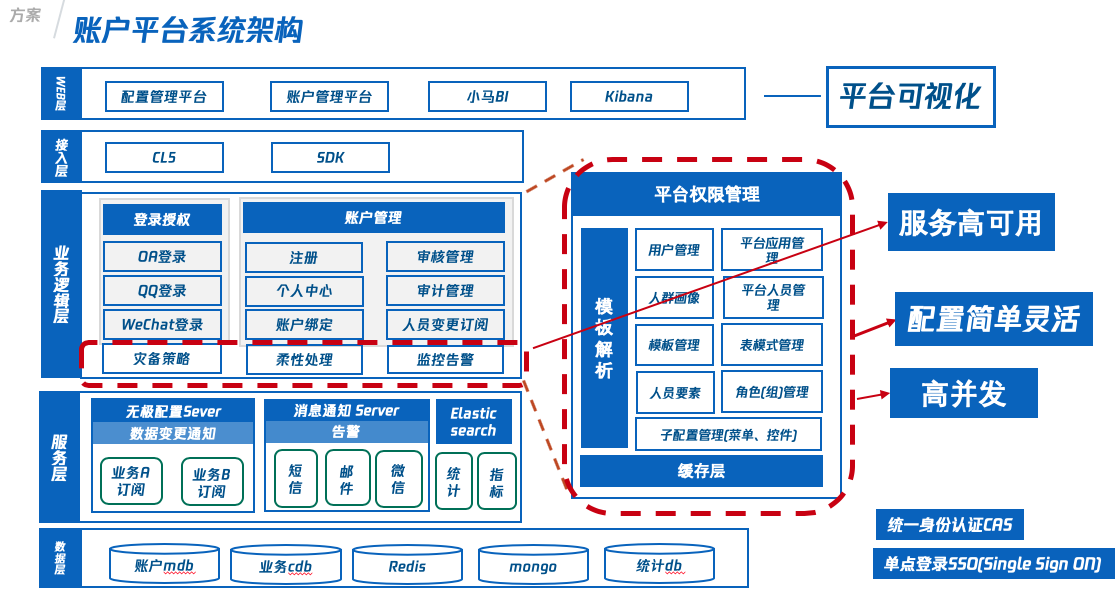 方案
账户平台系统架构
WEB层
配置管理平台
账户管理平台
小马BI
Kibana
平台可视化
接入层
CL5
SDK
业务逻辑层
登录授权
OA登录
QQ登录
WeChat登录
灾备策略
账户管理
注册
审核管理
个人中心
审计管理
账户绑定
人员变更订阅
柔性处理
监控告警
平台权限管理
模板解析
用户管理
平台应用管
理
人群画像
平台人员管
理
模板管理
表模式管理
人员要素
角色(组)管理
子配置管理(菜单、控件)
缓存层
服务高可用
配置简单灵活
高并发
服务层
无极配置Sever
数据变更通知
业务A
订阅
业务B
订阅
消息通知 Server
告警
短
信
邮
件
微
信
Elastic
search
统
计
指
标
数据层
账户mdb
业务cdb
Redis
mongo
统计db
统一身份认证CAS
单点登录SSO(Single Sign ON)